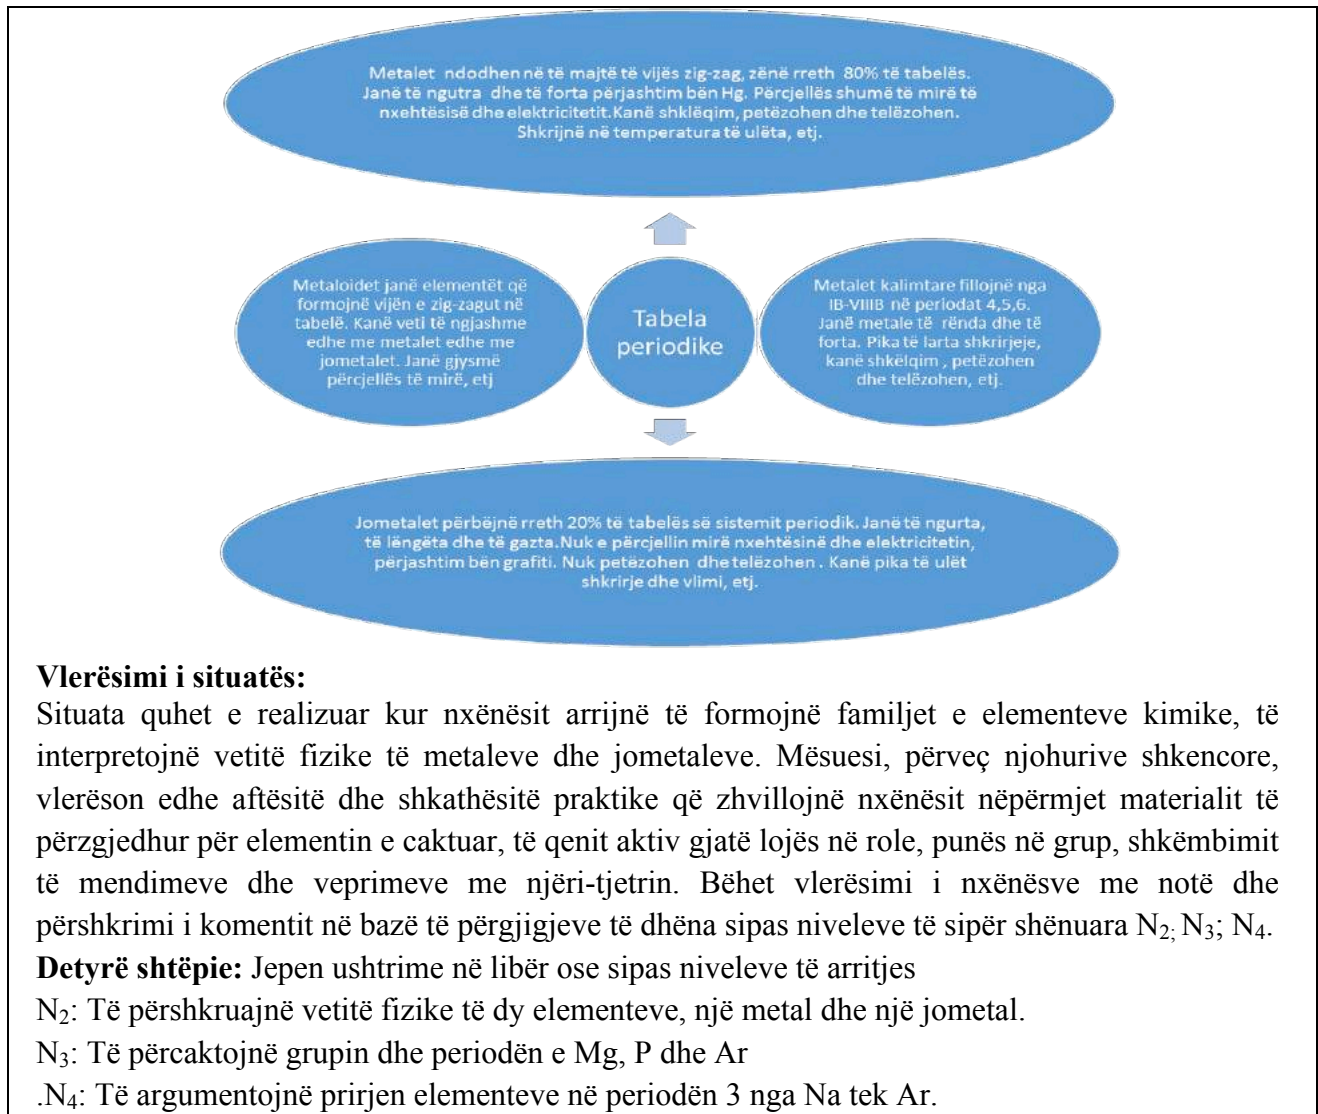 Metalet ndodhen në të majtë të vijës zig-zag, zënë rreth 80% të tabelës.
Janë të ngutra dhe të forta përjashtim bën Hg. Përcjellës shumë të mirë të
nxehtësisë dhe elektricitetit.Kanë shklëqim, petëzohen dhe telëzohen.
Shkrijnë në temperatura të ulëta, etj.
Metaloidet janë elementët që
formojnë vijën e zig-zagut në
tabelë. Kanë veti të ngjashme
edhe me metalet edhe me
jometalet. Janë gjysmë
përcjellës të mirë, etj
Tabela
periodike
Metalet kalimtare fillojnë nga
IB-VIIIB në periodat 4,5,6.
Janë metale të rënda dhe të
forta. Pika të larta shkrirjeje,
kanë shkëlqim , petëzohen
dhe telëzohen, etj.
Jometalet përbëjnë rreth 20% të tabelës së sistemit periodik. Janë të ngurta,
të lëngëta dhe të gazta.Nuk e përcjellin mirë nxehtësinë dhe elektricitetin,
përjashtim bën grafiti. Nuk petëzohen dhe telëzohen . Kanë pika të ulët
shkrirje dhe vlimi, etj.
Vlerësimi i situatës:
Situata quhet e realizuar kur nxënësit arrijnë të formojnë familjet e elementeve kimike, të
interpretojnë vetitë fizike të metaleve dhe jometaleve. Mësuesi, përveç njohurive shkencore,
vlerëson edhe aftësitë dhe shkathësitë praktike që zhvillojnë nxënësit nëpërmjet materialit të
përzgjedhur për elementin e caktuar, të qenit aktiv gjatë lojës në role, punës në grup, shkëmbimit
të mendimeve dhe veprimeve me njëri-tjetrin. Bëhet vlerësimi i nxënësve me notë dhe
përshkrimi i komentit në bazë të përgjigjeve të dhëna sipas niveleve të sipër shënuara N₂; N₃; N₄.
Detyrë shtëpie: Jepen ushtrime në libër ose sipas niveleve të arritjes
N₂: Të përshkruajnë vetitë fizike të dy elementeve, një metal dhe një jometal.
N₃: Të përcaktojnë grupin dhe periodën e Mg, P dhe Ar
.N₄: Të argumentojnë prirjen elementeve në periodën 3 nga Na tek Ar.